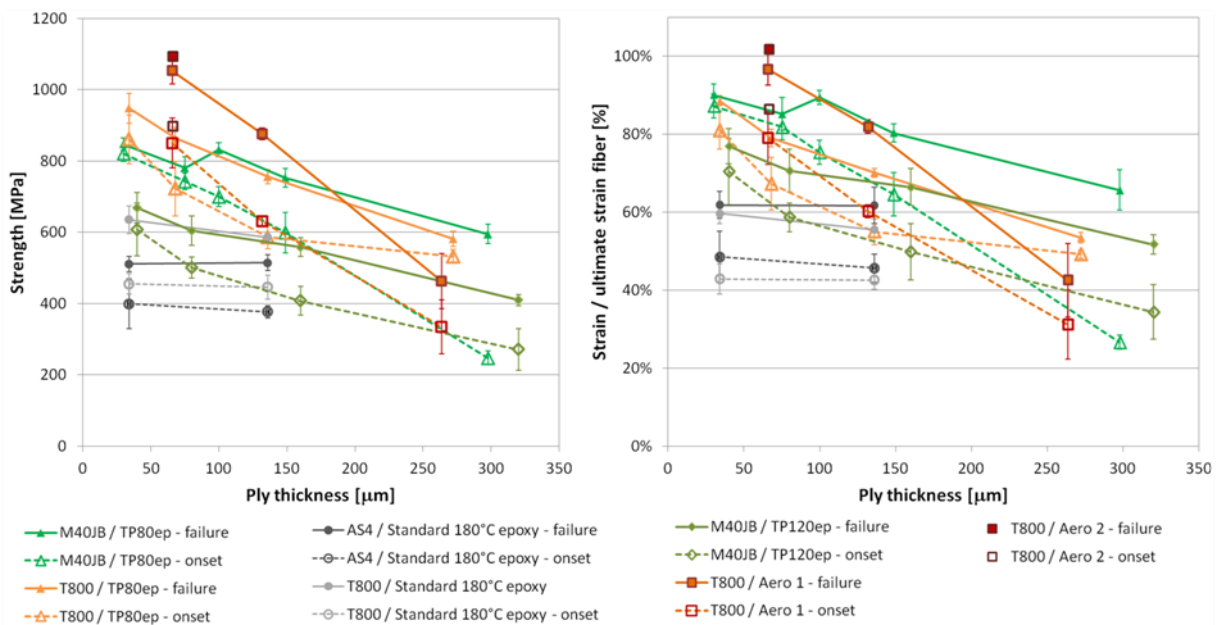 1200
1000
800
600
400
200
0
Strength [MPa]
0 50 100 150 200 250 300 350
Ply thickness [µm]
100%
80%
60%
40%
20%
0%
Strain / ultimate strain fiber [%]
0 50 100 150 200 250 300 350
Ply thickness [µm]
M40JB / TP80ep - failure
M40JB / TP80ep - onset
T800 / TP80ep - failure
T800 / TP80ep - onset
AS4 / Standard 180°C epoxy - failure
AS4 / Standard 180°C epoxy - onset
T800 / Standard 180°C epoxy
T800 / Standard 180°C epoxy - onset
M40JB / TP120ep - failure
M40JB / TP120ep - onset
T800 / Aero 1 - failure
T800 / Aero 1 - onset
T800 / Aero 2 - failure
T800 / Aero 2 - onset